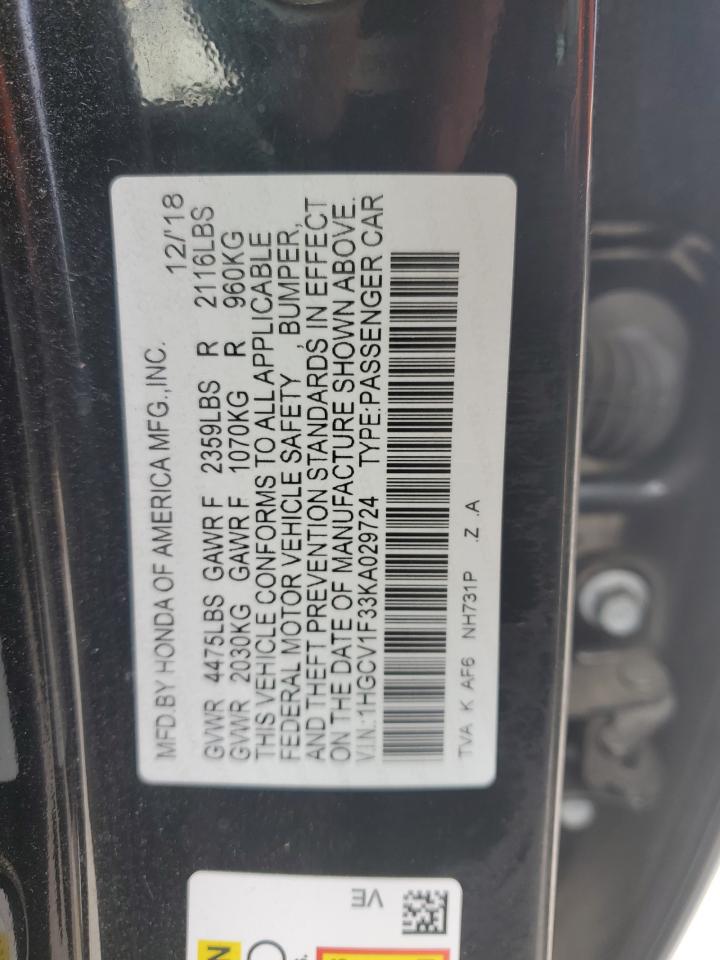 MFD.BY HONDA OF AMERICA MFG.,INC. 12/'18
GVWR 4475LBS GAWR F 2359LBS R 2116LBS
GVWR 2030KG GAWR F 1070KG R 960KG
THIS VEHICLE CONFORMS TO ALL APPLICABLE
FEDERAL MOTOR VEHICLE SAFETY , BUMPER,
AND THEFT PREVENTION STANDARDS IN EFFECT
ON THE DATE OF MANUFACTURE SHOWN ABOVE.
V.I.N.:1HGCV1F33KA029724 TYPE:PASSENGER CAR
TVA K AF6 NH731P .Z .A
VE